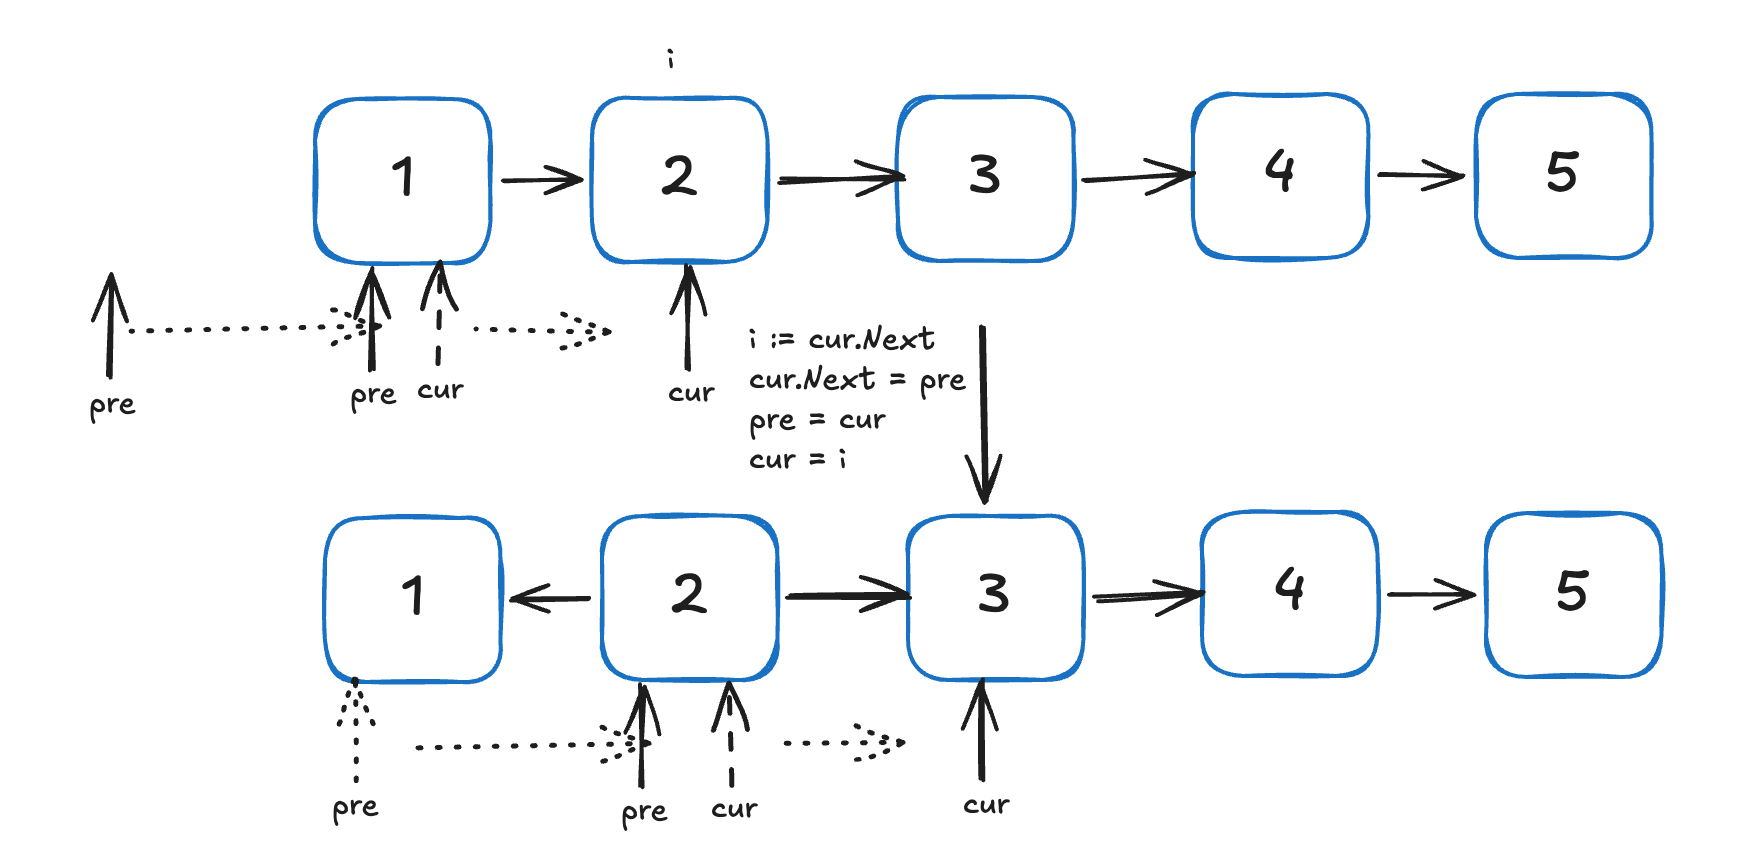 i
1 2 3 4 5
pre pre cur cur
i := cur.Next
cur.Next = pre
pre = cur
cur = i
1 2 3 4 5
pre pre cur cur